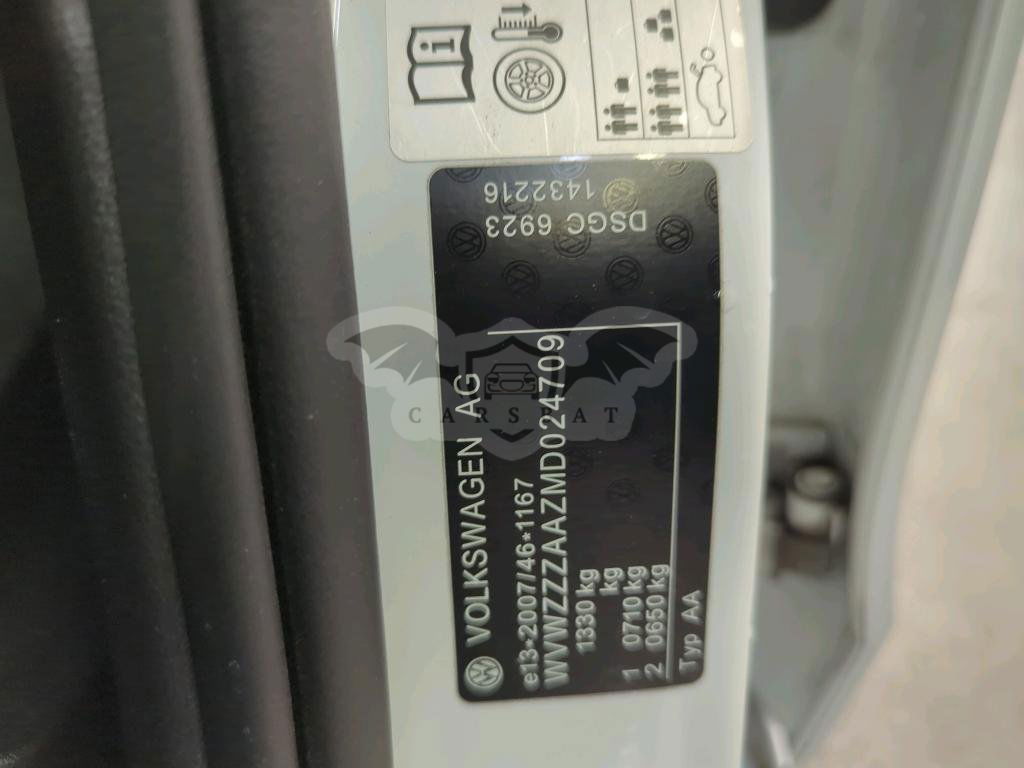 VOLKSWAGEN AG
e13-2007/46*1167
WVWZZZAAZMD024709
1330 kg
kg
1 0710 kg
2 0650 kg
Typ AA
DSGC 6923
1432216
CARSBAT